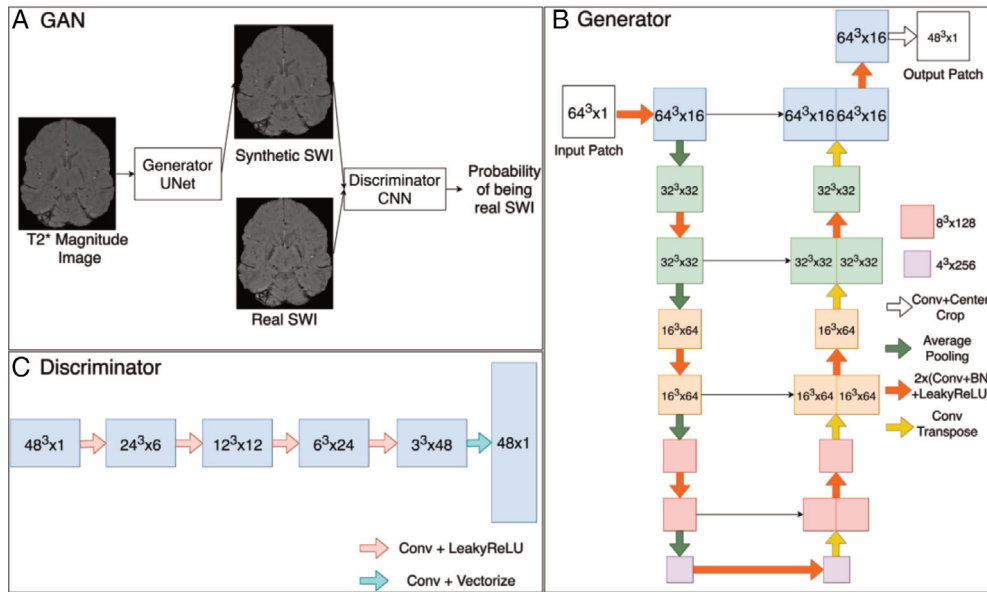 A GAN
T2* Magnitude
Image
Generator
UNet
Synthetic SWI
Real SWI
Discriminator
CNN
Probability
of being
real SWI
B Generator
64³x1
Input Patch
64³x16
64³x16
48³x1
Output Patch
64³x16 64³x16
32³x32
32³x32
32³x32
32³x32 32³x32
16³x64
16³x64
16³x64
16³x64 16³x64
8³x128
4³x256
Conv+Center
Crop
Average
Pooling
2x(Conv+BN
+LeakyReLU
Conv
Transpose
C Discriminator
48³x1
24³x6
12³x12
6³x24
3³x48
48x1
Conv + LeakyReLU
Conv + Vectorize